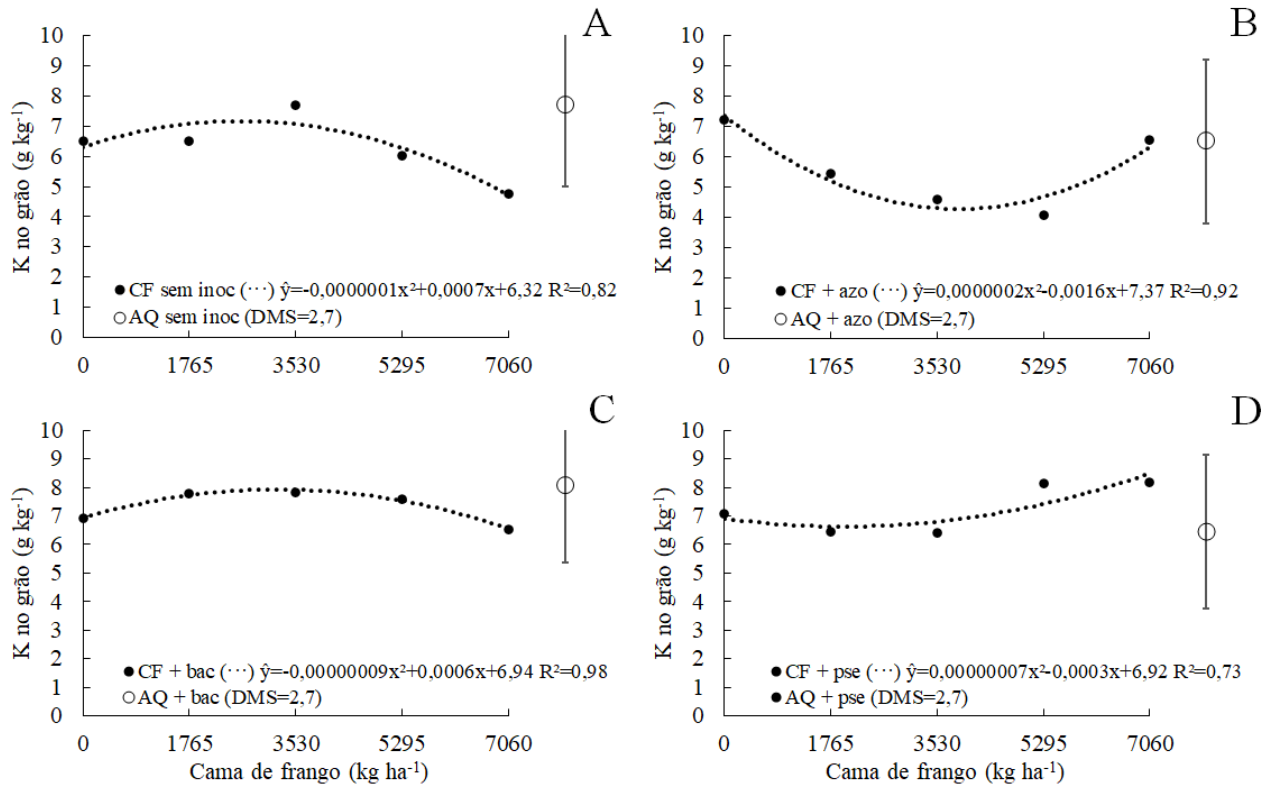 A
K no grão (g kg⁻¹)
10
9
8
7
6
5
4
3
2
1
0
CF sem inoc (···) ŷ=-0,0000001x²+0,0007x+6,32 R²=0,82
AQ sem inoc (DMS=2,7)
0 1765 3530 5295 7060
B
K no grão (g kg⁻¹)
10
9
8
7
6
5
4
3
2
1
0
CF + azo (···) ŷ=0,0000002x²-0,0016x+7,37 R²=0,92
AQ + azo (DMS=2,7)
0 1765 3530 5295 7060
C
K no grão (g kg⁻¹)
10
9
8
7
6
5
4
3
2
1
0
CF + bac (···) ŷ=-0,00000009x²+0,0006x+6,94 R²=0,98
AQ + bac (DMS=2,7)
0 1765 3530 5295 7060
Cama de frango (kg ha⁻¹)
D
K no grão (g kg⁻¹)
10
9
8
7
6
5
4
3
2
1
0
CF + pse (···) ŷ=0,00000007x²-0,0003x+6,92 R²=0,73
AQ + pse (DMS=2,7)
0 1765 3530 5295 7060
Cama de frango (kg ha⁻¹)